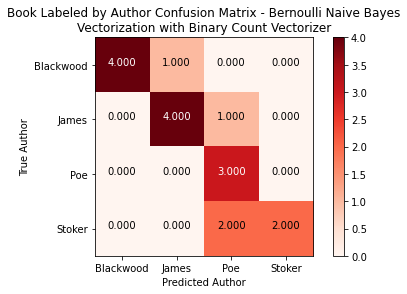 Book Labeled by Author Confusion Matrix - Bernoulli Naive Bayes
Vectorization with Binary Count Vectorizer
True Author
Blackwood 4.000 1.000 0.000 0.000
James 0.000 4.000 1.000 0.000
Poe 0.000 0.000 3.000 0.000
Stoker 0.000 0.000 2.000 2.000
Blackwood James Poe Stoker
Predicted Author
4.0
3.5
3.0
2.5
2.0
1.5
1.0
0.5
0.0